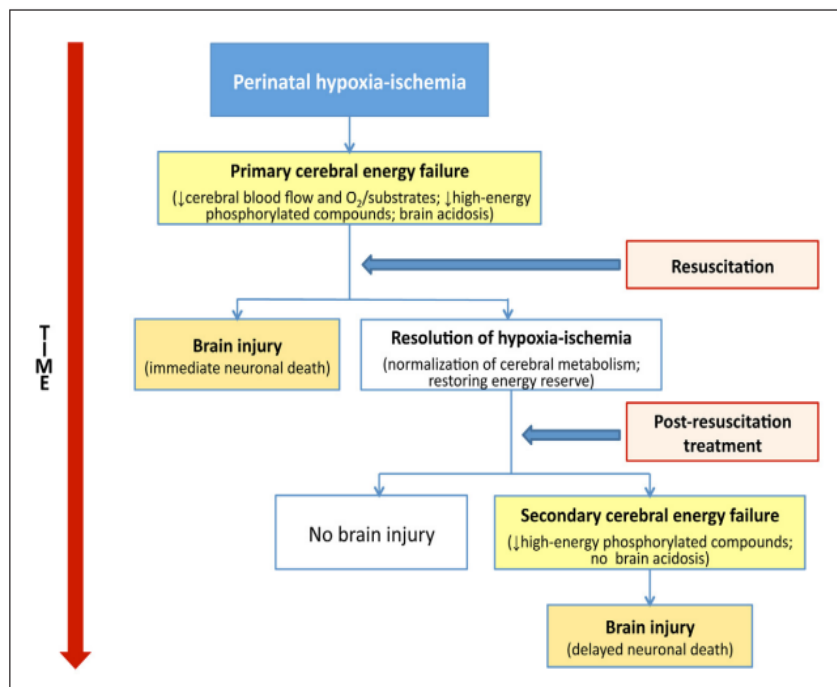 Perinatal hypoxia-ischemia
Primary cerebral energy failure
(↓cerebral blood flow and O₂/substrates; ↓high-energy
phosphorylated compounds; brain acidosis)
Resuscitation
Brain injury
(immediate neuronal death)
Resolution of hypoxia-ischemia
(normalization of cerebral metabolism;
restoring energy reserve)
TIME
Post-resuscitation
treatment
No brain injury
Secondary cerebral energy failure
(↓high-energy phosphorylated compounds;
no brain acidosis)
Brain injury
(delayed neuronal death)